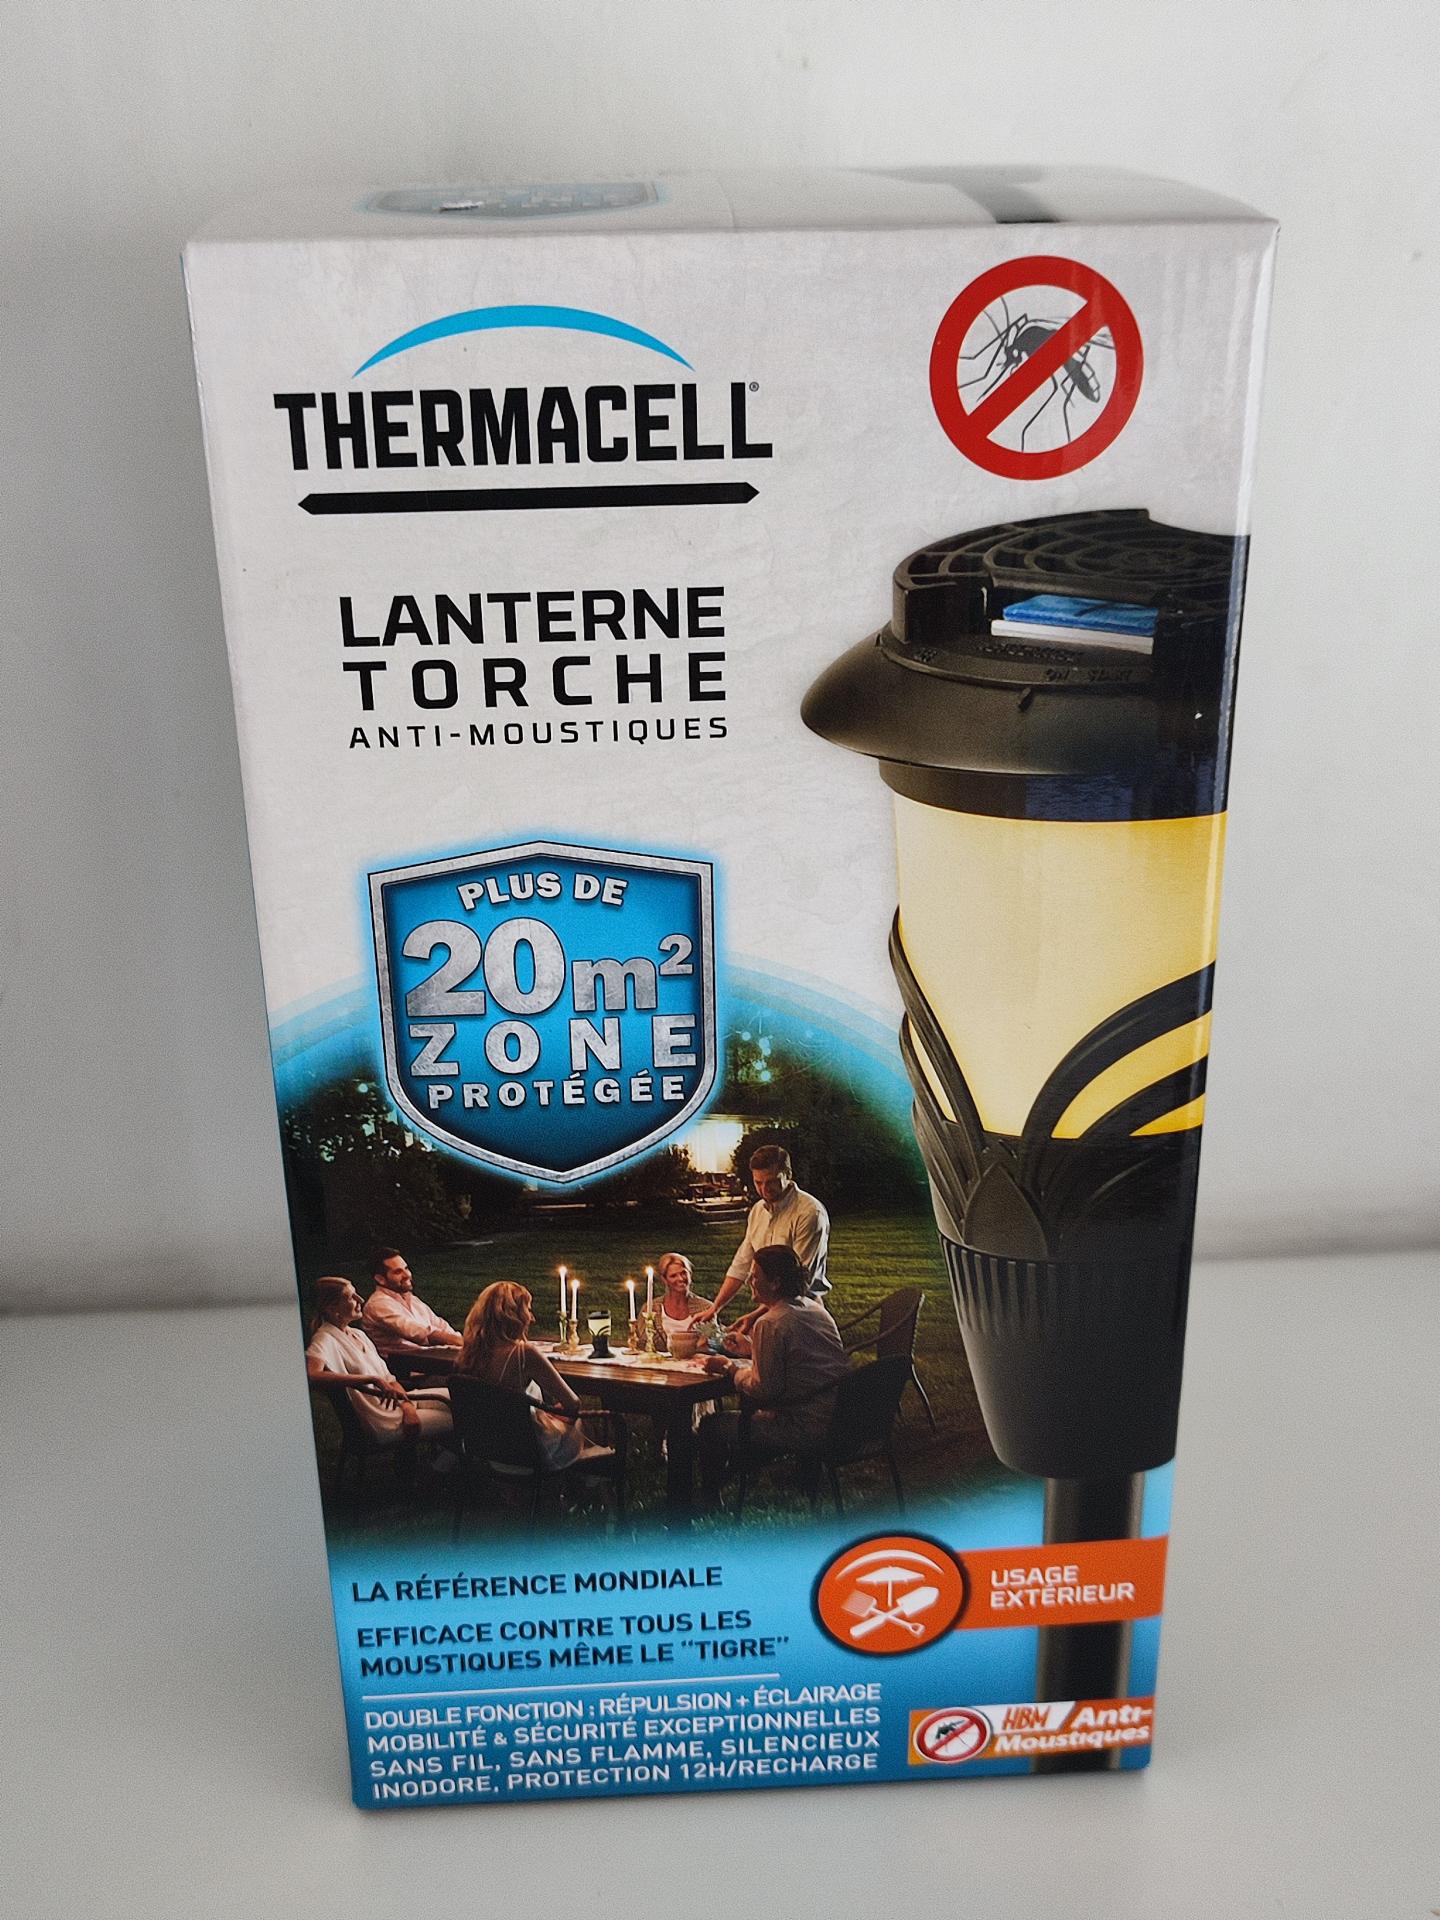 THERMACELL®
LANTERNE
TORCHE
ANTI-MOUSTIQUES
PLUS DE
20m²
ZONE
PROTÉGÉE
LA RÉFÉRENCE MONDIALE
EFFICACE CONTRE TOUS LES
MOUSTIQUES MÊME LE "TIGRE"
DOUBLE FONCTION : RÉPULSION + ÉCLAIRAGE
MOBILITÉ & SÉCURITÉ EXCEPTIONNELLES
SANS FIL, SANS FLAMME, SILENCIEUX
INODORE, PROTECTION 12H/RECHARGE
USAGE
EXTÉRIEUR
HBM Anti-
Moustiques